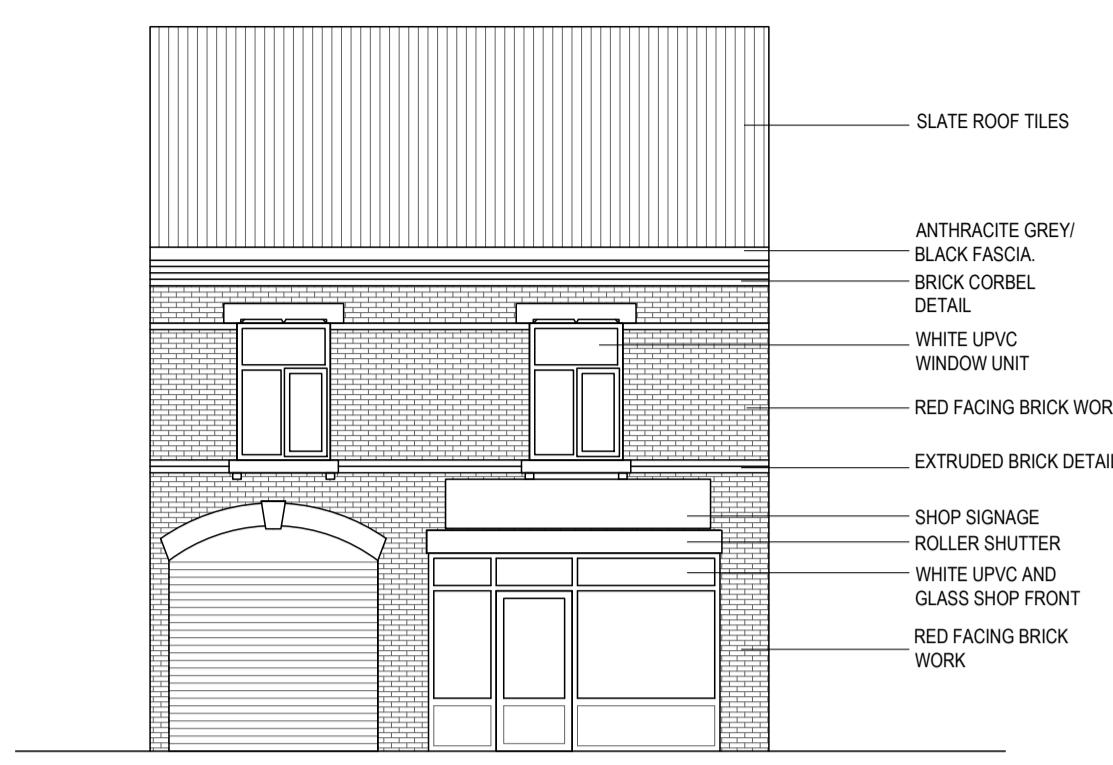 SLATE ROOF TILES
ANTHRACITE GREY/
BLACK FASCIA.
BRICK CORBEL
DETAIL
WHITE UPVC
WINDOW UNIT
RED FACING BRICK WOR
EXTRUDED BRICK DETAIL
SHOP SIGNAGE
ROLLER SHUTTER
WHITE UPVC AND
GLASS SHOP FRONT
RED FACING BRICK
WORK